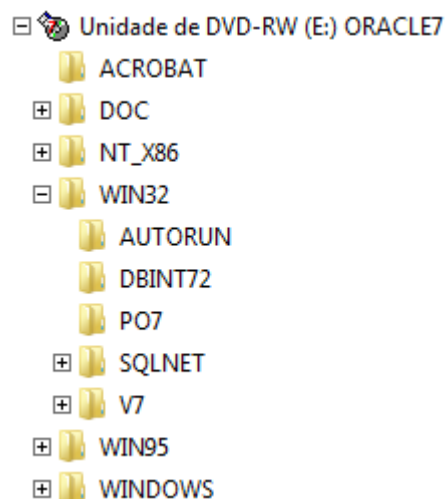 Unidade de DVD-RW (E:) ORACLE7
ACROBAT
DOC
NT_X86
WIN32
AUTORUN
DBINT72
PO7
SQLNET
V7
WIN95
WINDOWS